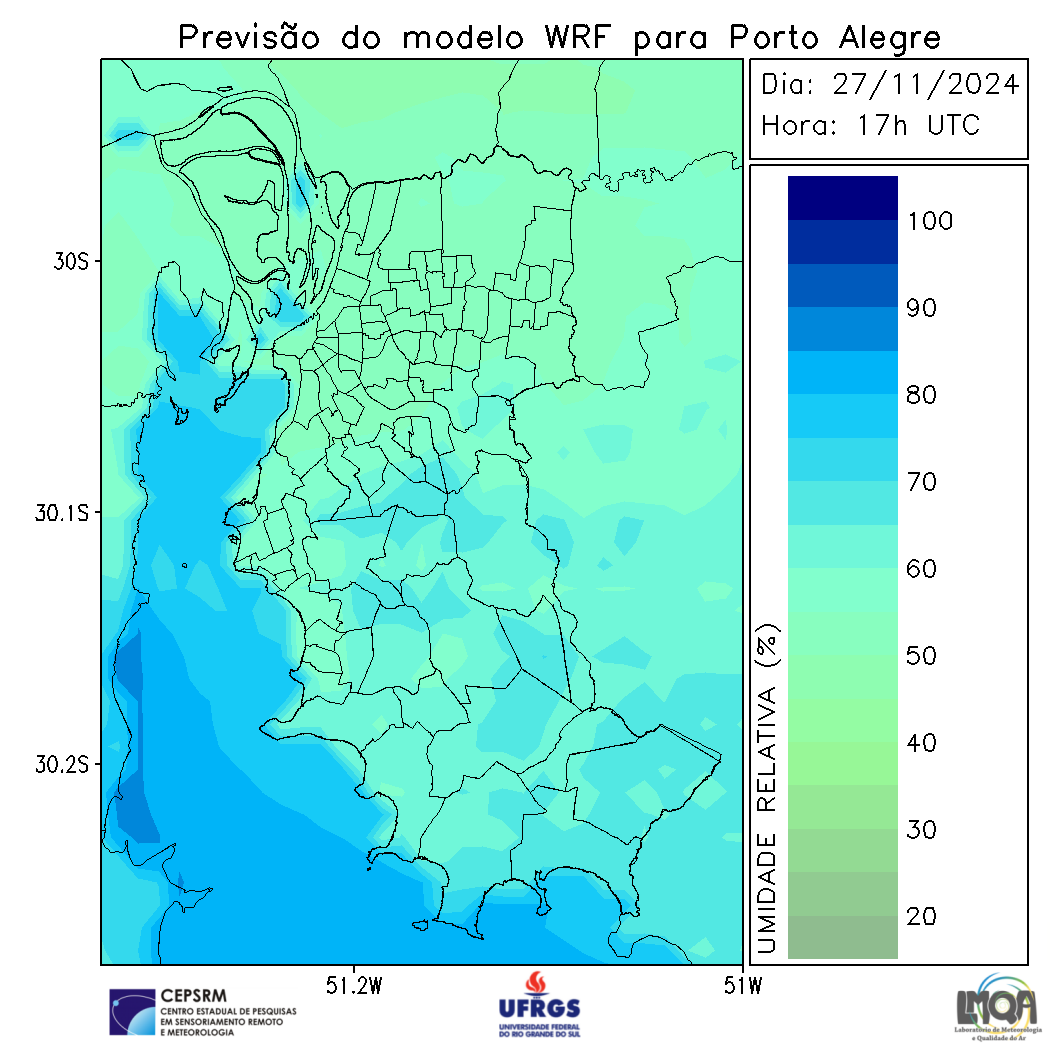 Previsão do modelo WRF para Porto Alegre
Dia: 27/11/2024
Hora: 17h UTC
30S
30.1S
30.2S
51.2W
51W
UMIDADE RELATIVA (%)
100
90
80
70
60
50
40
30
20
CEPSRM
CENTRO ESTADUAL DE PESQUISAS
EM SENSORIAMENTO REMOTO
E METEOROLOGIA
UFRGS
UNIVERSIDADE FEDERAL
DO RIO GRANDE DO SUL
LMQA
Laboratório de Meteorologia
e Qualidade do Ar